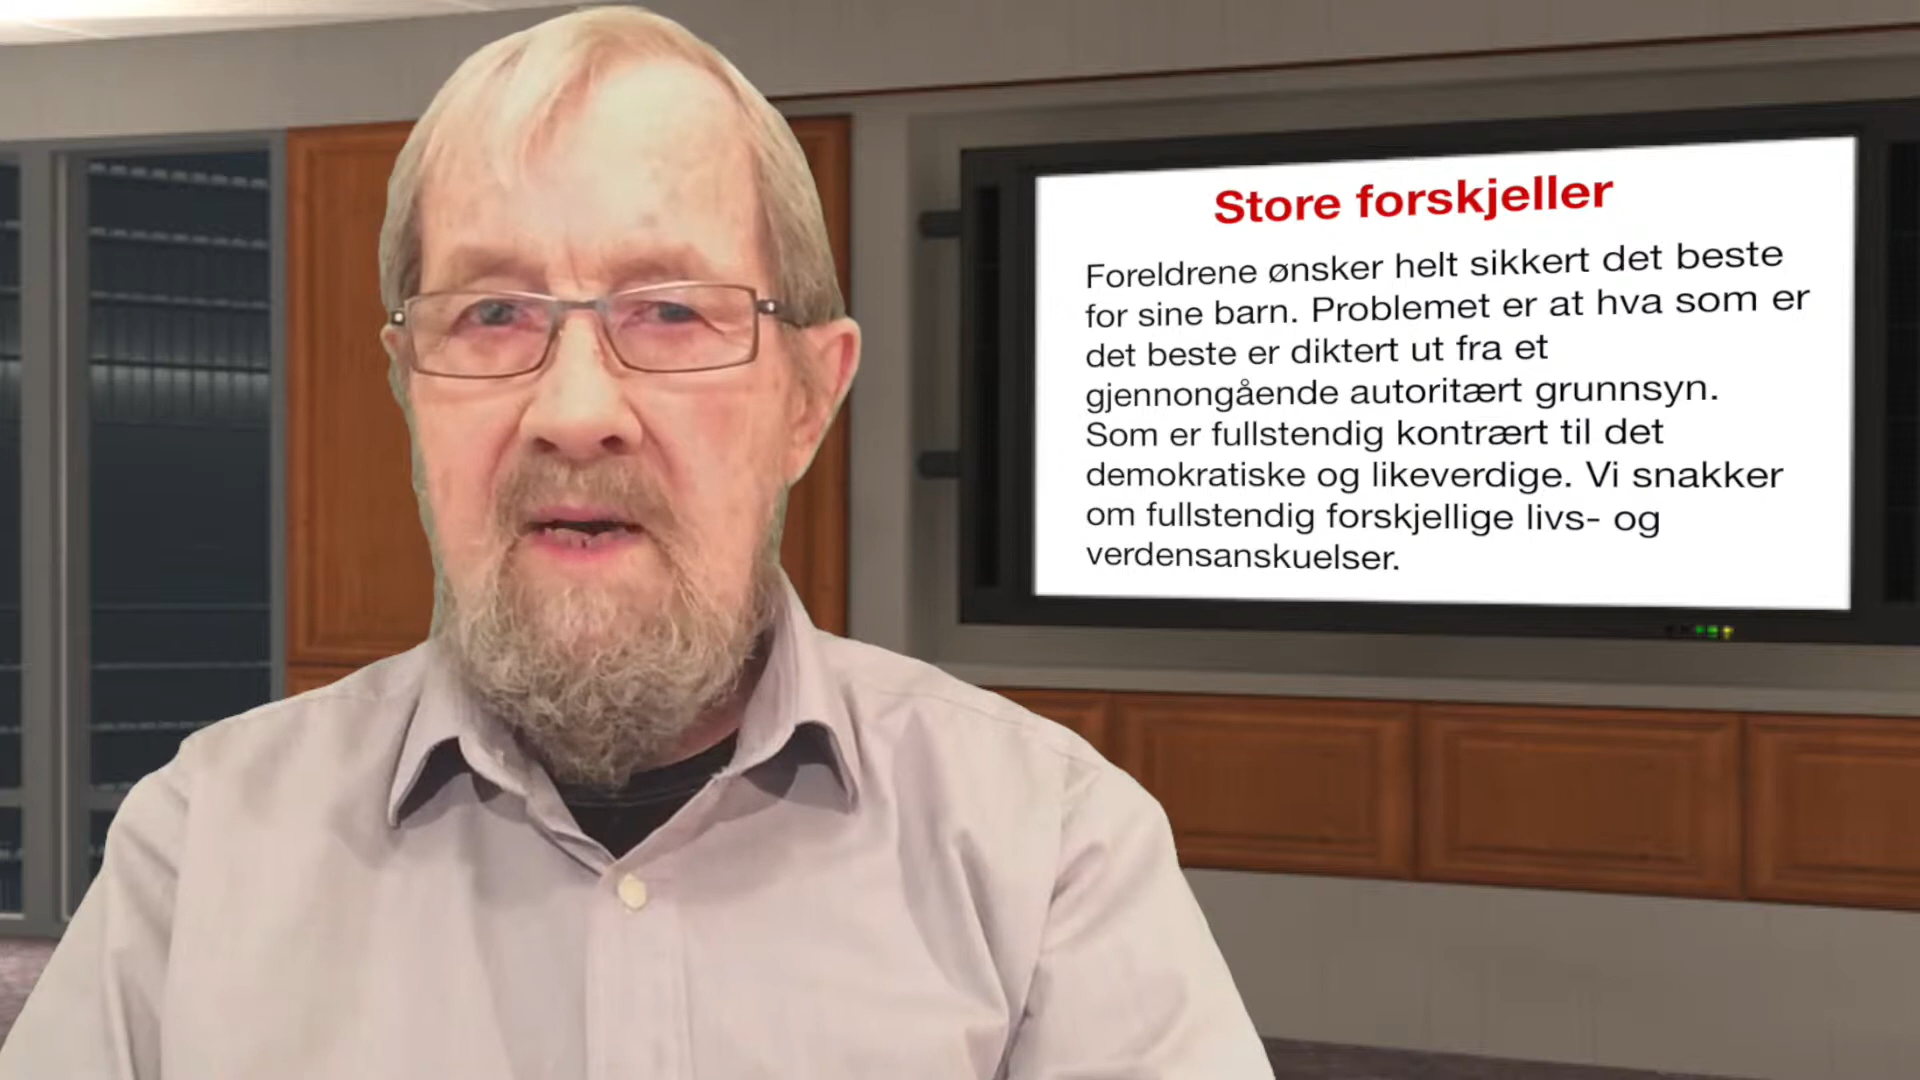 Store forskjeller
Foreldrene ønsker helt sikkert det beste
for sine barn. Problemet er at hva som er
det beste er diktert ut fra et
gjennongående autoritært grunnsyn.
Som er fullstendig kontrært til det
demokratiske og likeverdige. Vi snakker
om fullstendig forskjellige livs- og
verdensanskuelser.